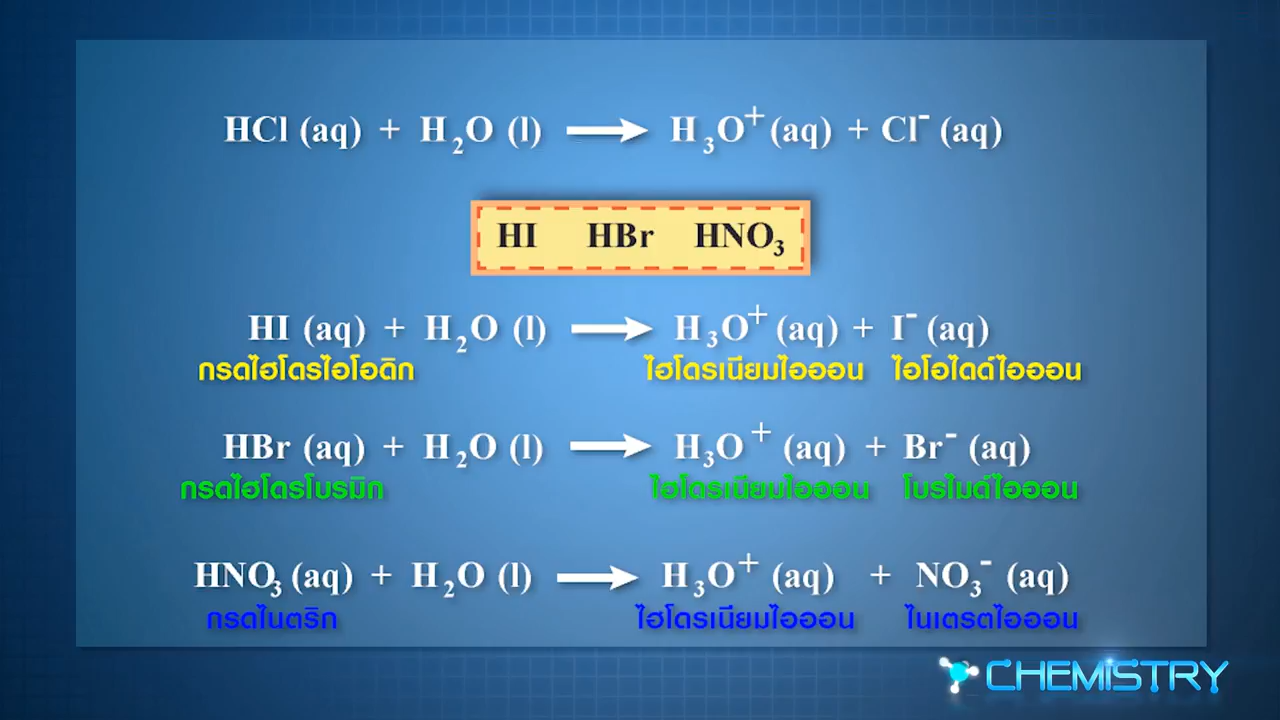 HCl (aq) + H₂O (l) ⟶ H₃O⁺ (aq) + Cl⁻ (aq)
HI HBr HNO₃
HI (aq) + H₂O (l) ⟶ H₃O⁺ (aq) + I⁻ (aq)
กรดไฮโดรไอโอดิก ไฮโดรเนียมไอออน ไอโอไดด์ไอออน
HBr (aq) + H₂O (l) ⟶ H₃O⁺ (aq) + Br⁻ (aq)
กรดไฮโดรโบรมิก ไฮโดรเนียมไอออน โบรไมด์ไอออน
HNO₃ (aq) + H₂O (l) ⟶ H₃O⁺ (aq) + NO₃⁻ (aq)
กรดไนตริก ไฮโดรเนียมไอออน ไนเตรตไอออน
CHEMISTRY